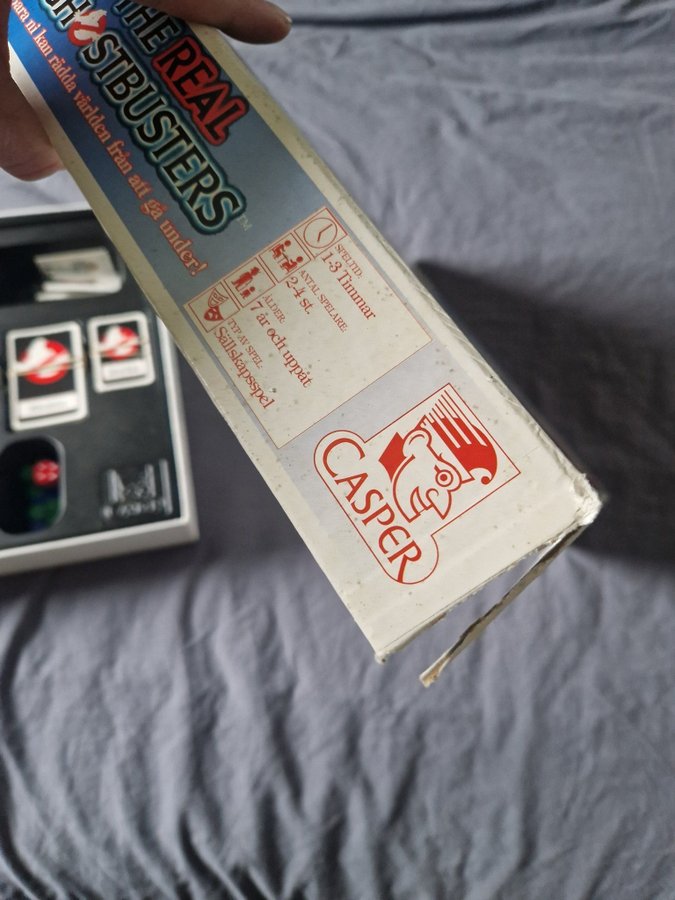 THE REAL
GHOSTBUSTERS™
bara ni kan rädda världen från att gå under!
SPELTID:
1-3 Timmar
ANTAL SPELARE:
2-4 st.
ÅLDER:
7 år och uppåt
TYP AV SPEL:
Sällskapsspel
CASPER